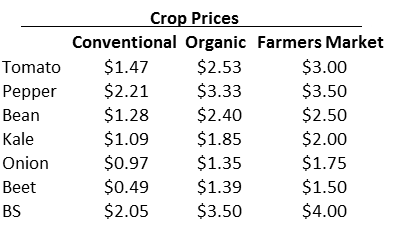 Crop Prices
Conventional Organic Farmers Market
Tomato $1.47 $2.53 $3.00
Pepper $2.21 $3.33 $3.50
Bean $1.28 $2.40 $2.50
Kale $1.09 $1.85 $2.00
Onion $0.97 $1.35 $1.75
Beet $0.49 $1.39 $1.50
BS $2.05 $3.50 $4.00